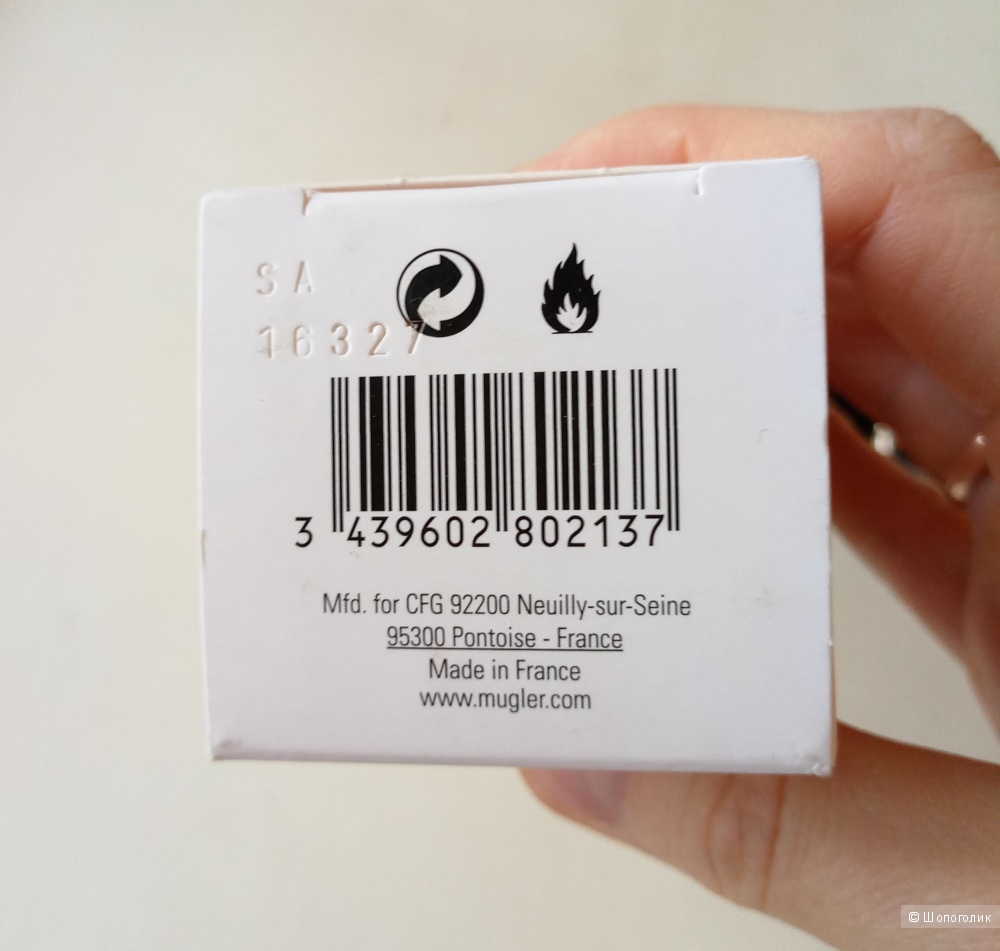 SA
16327
3 439602 802137
Mfd. for CFG 92200 Neuilly-sur-Seine
95300 Pontoise - France
Made in France
www.mugler.com
© Шопоголик